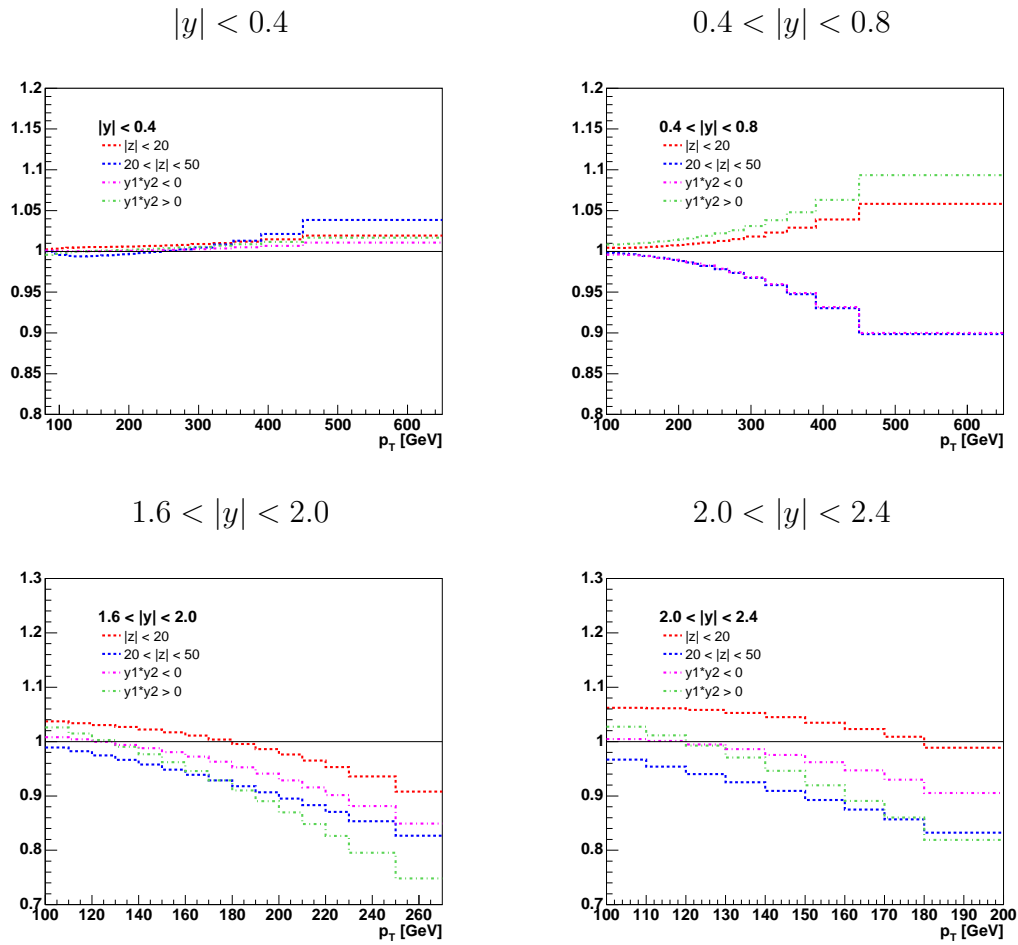 |y| < 0.4
1.2
1.15
1.1
1.05
1
0.95
0.9
0.85
0.8
|y| < 0.4
|z| < 20
20 < |z| < 50
y1*y2 < 0
y1*y2 > 0
100 200 300 400 500 600
p_T [GeV]
0.4 < |y| < 0.8
1.2
1.15
1.1
1.05
1
0.95
0.9
0.85
0.8
0.4 < |y| < 0.8
|z| < 20
20 < |z| < 50
y1*y2 < 0
y1*y2 > 0
100 200 300 400 500 600
p_T [GeV]
1.6 < |y| < 2.0
1.3
1.2
1.1
1
0.9
0.8
0.7
1.6 < |y| < 2.0
|z| < 20
20 < |z| < 50
y1*y2 < 0
y1*y2 > 0
100 120 140 160 180 200 220 240 260
p_T [GeV]
2.0 < |y| < 2.4
1.3
1.2
1.1
1
0.9
0.8
0.7
2.0 < |y| < 2.4
|z| < 20
20 < |z| < 50
y1*y2 < 0
y1*y2 > 0
100 110 120 130 140 150 160 170 180 190 200
p_T [GeV]